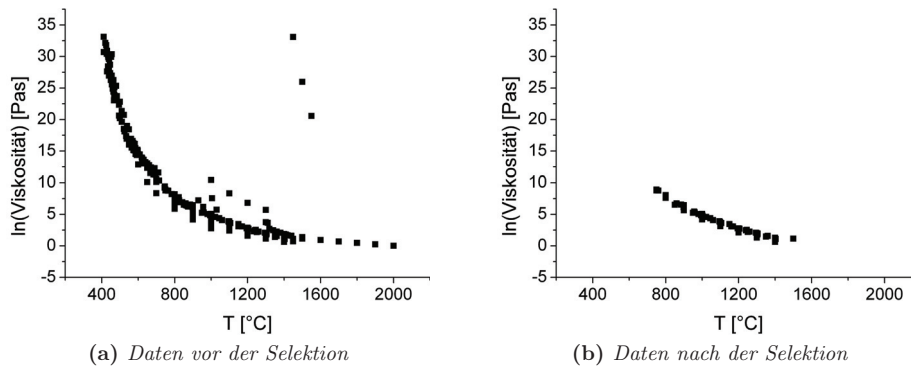 ln(Viskosität) [Pas]
35
30
25
20
15
10
5
0
-5
400 800 1200 1600 2000
T [°C]
(a) Daten vor der Selektion
ln(Viskosität) [Pas]
35
30
25
20
15
10
5
0
-5
400 800 1200 1600 2000
T [°C]
(b) Daten nach der Selektion